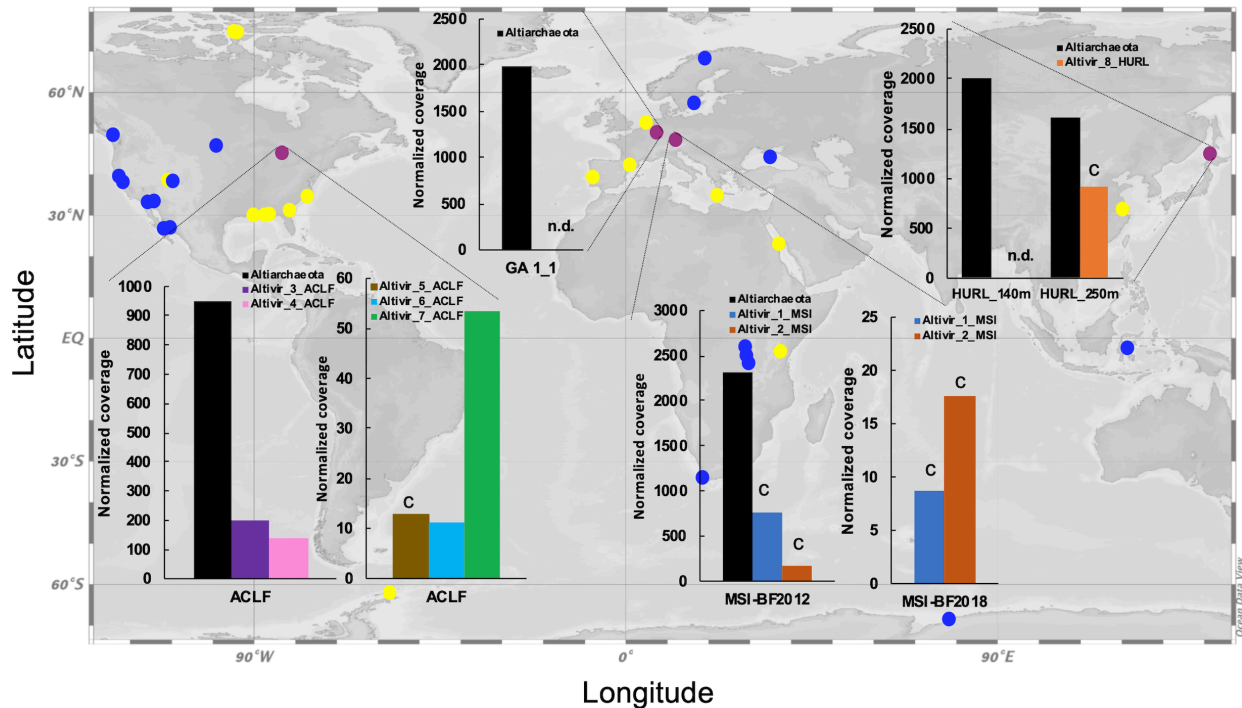 Latitude
Longitude
60°N
30°N
EQ
30°S
60°S
90°W
0°
90°E
Ocean Data View
Altiarchaeota
Normalized coverage
2000
1500
1000
500
0
n.d.
GA 1_1
Altiarchaeota
Altivir_8_HURL
Normalized coverage
2500
2000
1500
1000
500
0
n.d.
C
HURL_140m HURL_250m
Altiarchaeota
Altivir_3_ACLF
Altivir_4_ACLF
Normalized coverage
1000
900
800
700
600
500
400
300
200
100
0
ACLF
Altivir_5_ACLF
Altivir_6_ACLF
Altivir_7_ACLF
Normalized coverage
60
50
40
30
20
10
0
C
ACLF
Altiarchaeota
Altivir_1_MSI
Altivir_2_MSI
Normalized coverage
3000
2500
2000
1500
1000
500
0
C
C
MSI-BF2012
Altivir_1_MSI
Altivir_2_MSI
Normalized coverage
25
20
15
10
5
0
C
C
MSI-BF2018